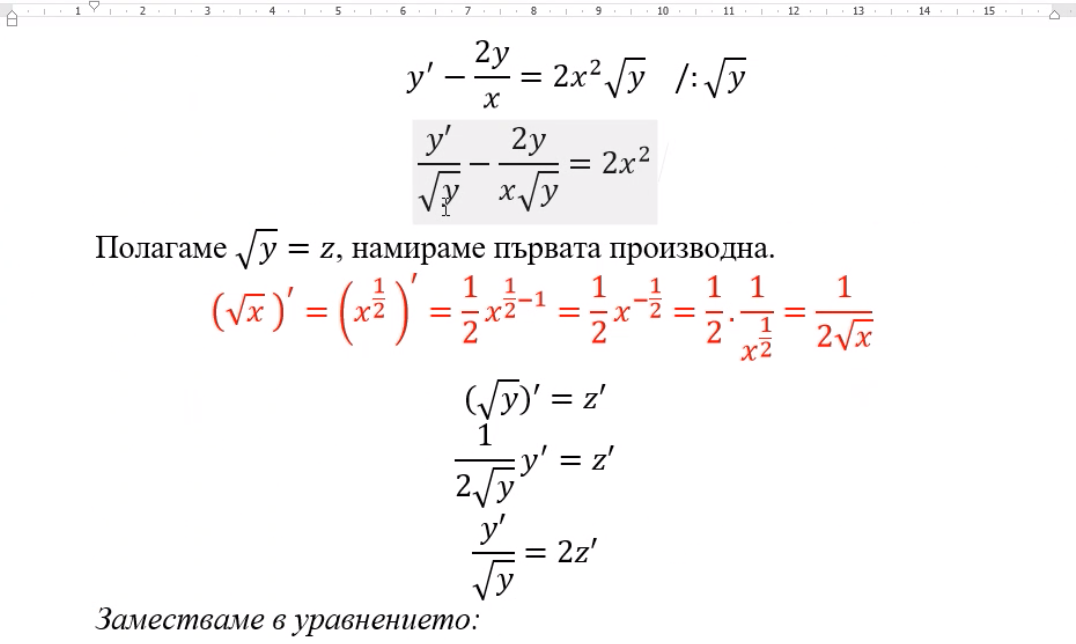 1 2 3 4 5 6 7 8 9 10 11 12 13 14 15
y′ − 2y/x = 2x²√y /:√y
y′/√y − 2y/(x√y) = 2x²
Полагаме √y = z, намираме първата производна.
(√x)′ = (x^(1/2))′ = 1/2 x^(1/2−1) = 1/2 x^(−1/2) = 1/2 . 1/x^(1/2) = 1/(2√x)
(√y)′ = z′
1/(2√y) y′ = z′
y′/√y = 2z′
Заместваме в уравнението: